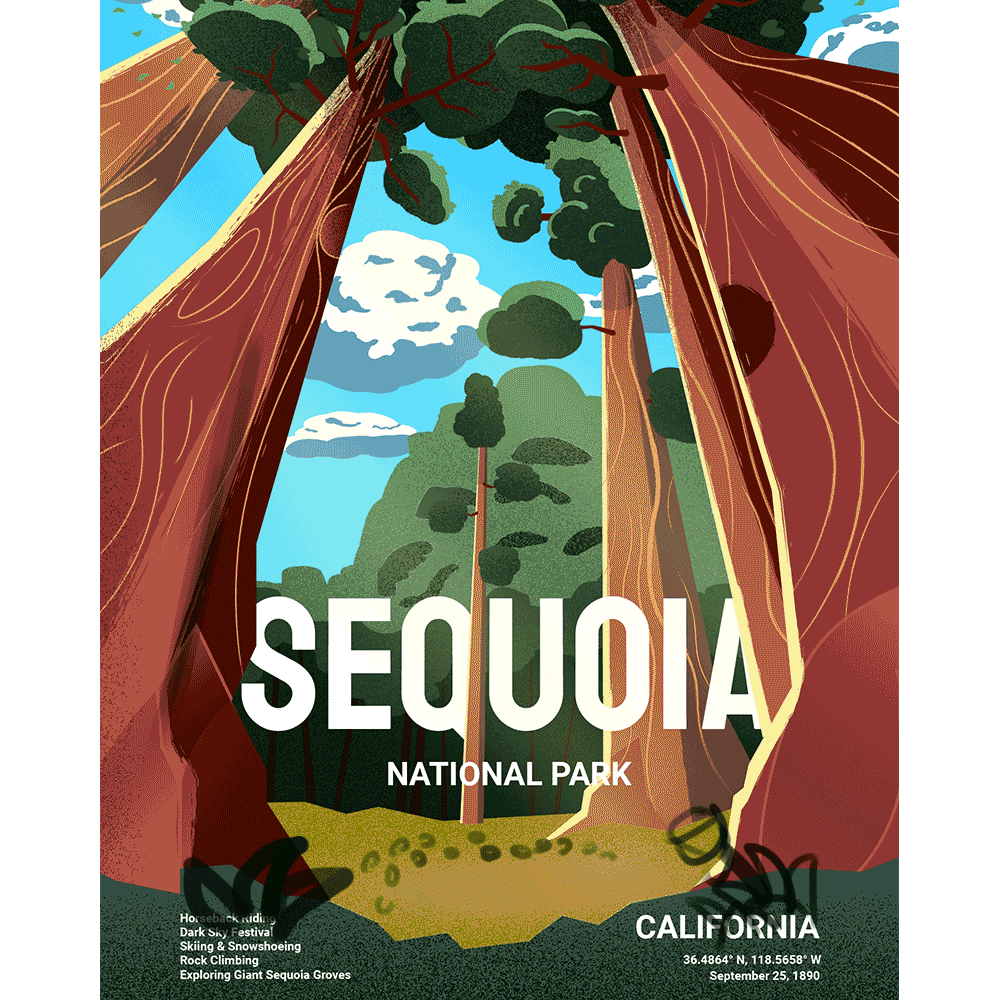 SEQUOIA
NATIONAL PARK
Horseback Riding
Dark Sky Festival
Skiing & Snowshoeing
Rock Climbing
Exploring Giant Sequoia Groves
CALIFORNIA
36.4864° N, 118.5658° W
September 25, 1890